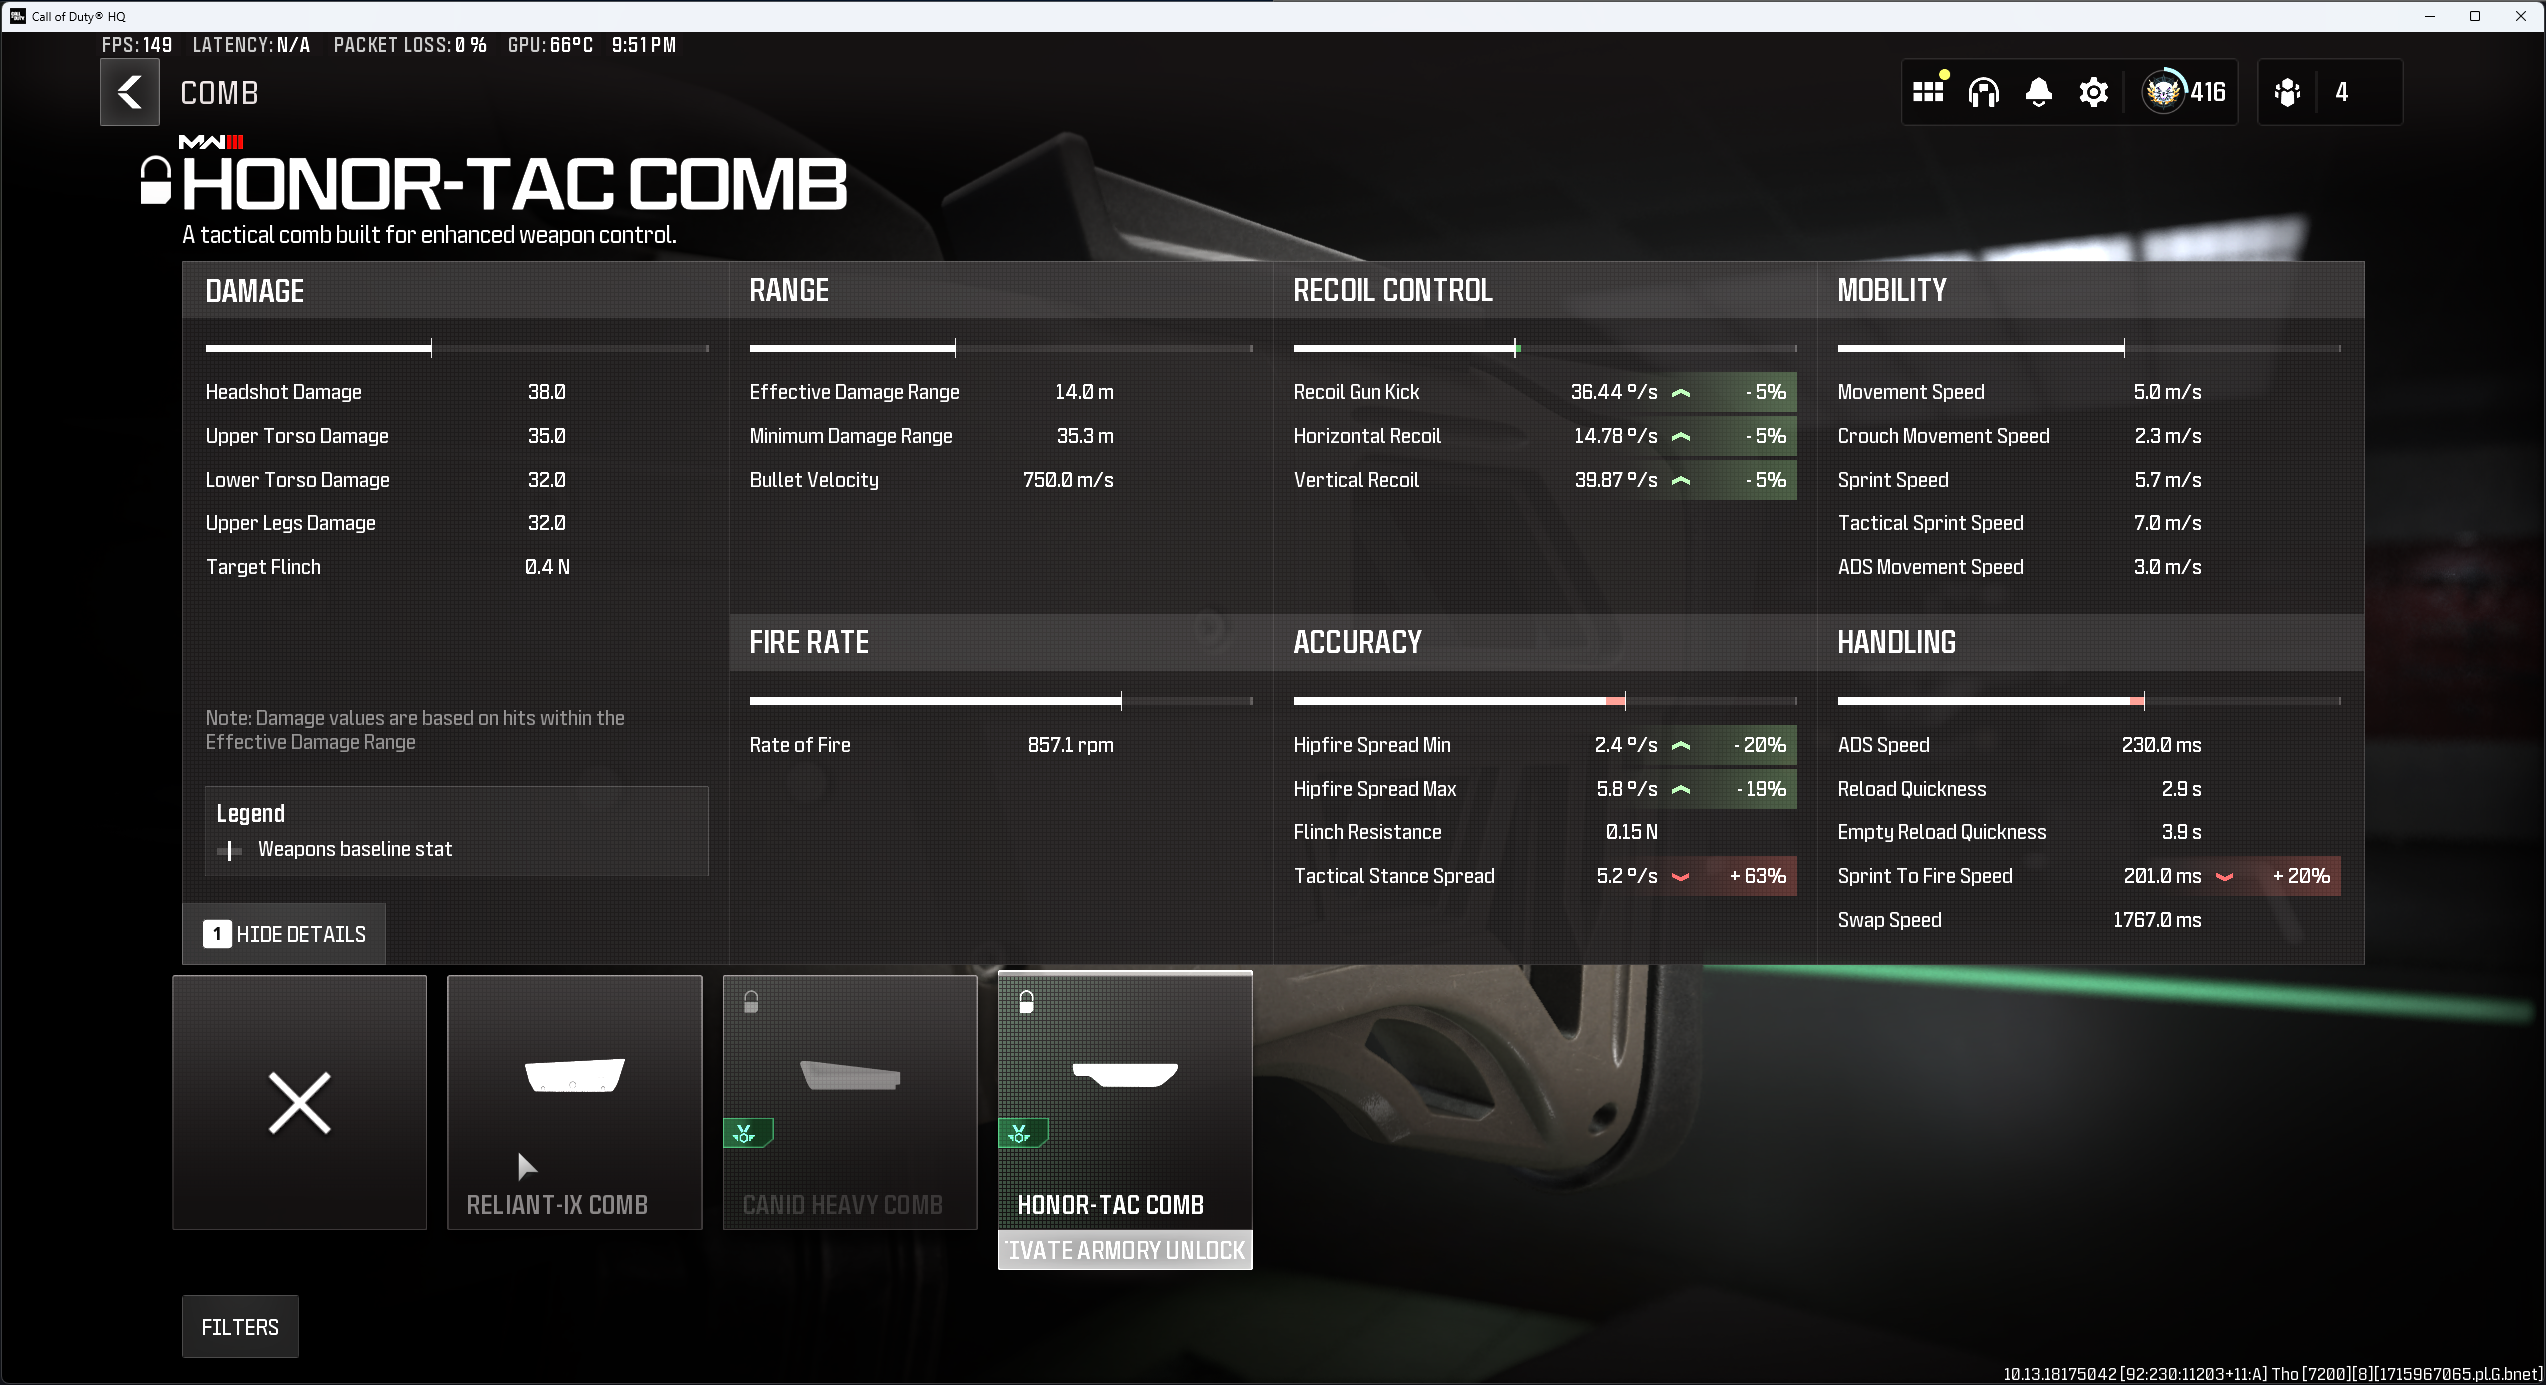 Call of Duty® HQ
FPS: 149 LATENCY: N/A PACKET LOSS: 0 % GPU: 66°C 9:51 PM
COMB
416
4
MWIII
HONOR-TAC COMB
A tactical comb built for enhanced weapon control.
DAMAGE
Headshot Damage 38.0
Upper Torso Damage 35.0
Lower Torso Damage 32.0
Upper Legs Damage 32.0
Target Flinch 0.4 N
Note: Damage values are based on hits within the
Effective Damage Range
Legend
Weapons baseline stat
1 HIDE DETAILS
RANGE
Effective Damage Range 14.0 m
Minimum Damage Range 35.3 m
Bullet Velocity 750.0 m/s
FIRE RATE
Rate of Fire 857.1 rpm
RECOIL CONTROL
Recoil Gun Kick 36.44 º/s - 5%
Horizontal Recoil 14.78 º/s - 5%
Vertical Recoil 39.87 º/s - 5%
ACCURACY
Hipfire Spread Min 2.4 º/s - 20%
Hipfire Spread Max 5.8 º/s - 19%
Flinch Resistance 0.15 N
Tactical Stance Spread 5.2 º/s + 63%
MOBILITY
Movement Speed 5.0 m/s
Crouch Movement Speed 2.3 m/s
Sprint Speed 5.7 m/s
Tactical Sprint Speed 7.0 m/s
ADS Movement Speed 3.0 m/s
HANDLING
ADS Speed 230.0 ms
Reload Quickness 2.9 s
Empty Reload Quickness 3.9 s
Sprint To Fire Speed 201.0 ms + 20%
Swap Speed 1767.0 ms
RELIANT-IX COMB
CANID HEAVY COMB
HONOR-TAC COMB
IVATE ARMORY UNLOCK
FILTERS
10.13.18175042 [92:230:11203+11:A] Tho [7200][8][1715967065.pl.G.bnet]